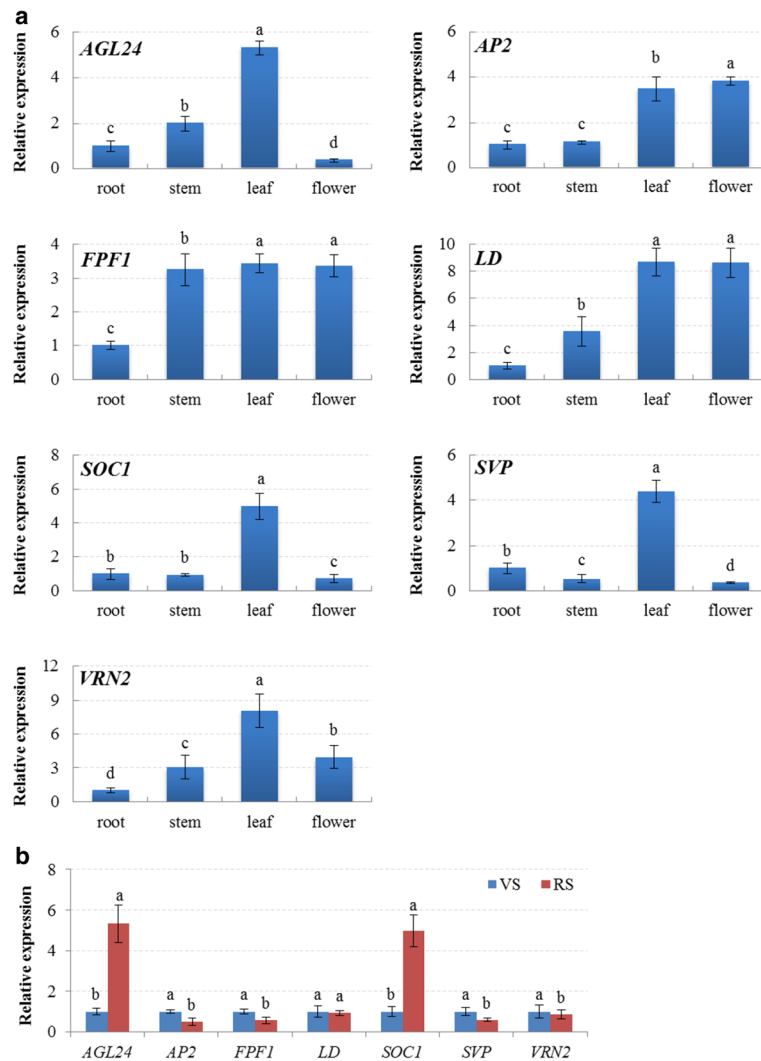 a
AGL24
Relative expression
6
4
2
0
c
b
a
d
root stem leaf flower
AP2
Relative expression
6
4
2
0
c
c
b
a
root stem leaf flower
FPF1
Relative expression
4
3
2
1
0
c
b
a
a
root stem leaf flower
LD
Relative expression
10
8
6
4
2
0
c
b
a
a
root stem leaf flower
SOC1
Relative expression
8
6
4
2
0
b
b
a
c
root stem leaf flower
SVP
Relative expression
6
4
2
0
b
c
a
d
root stem leaf flower
VRN2
Relative expression
12
9
6
3
0
d
c
a
b
root stem leaf flower
b
Relative expression
8
6
4
2
0
VS RS
b a a b a b a a b a a b a b
AGL24 AP2 FPF1 LD SOC1 SVP VRN2